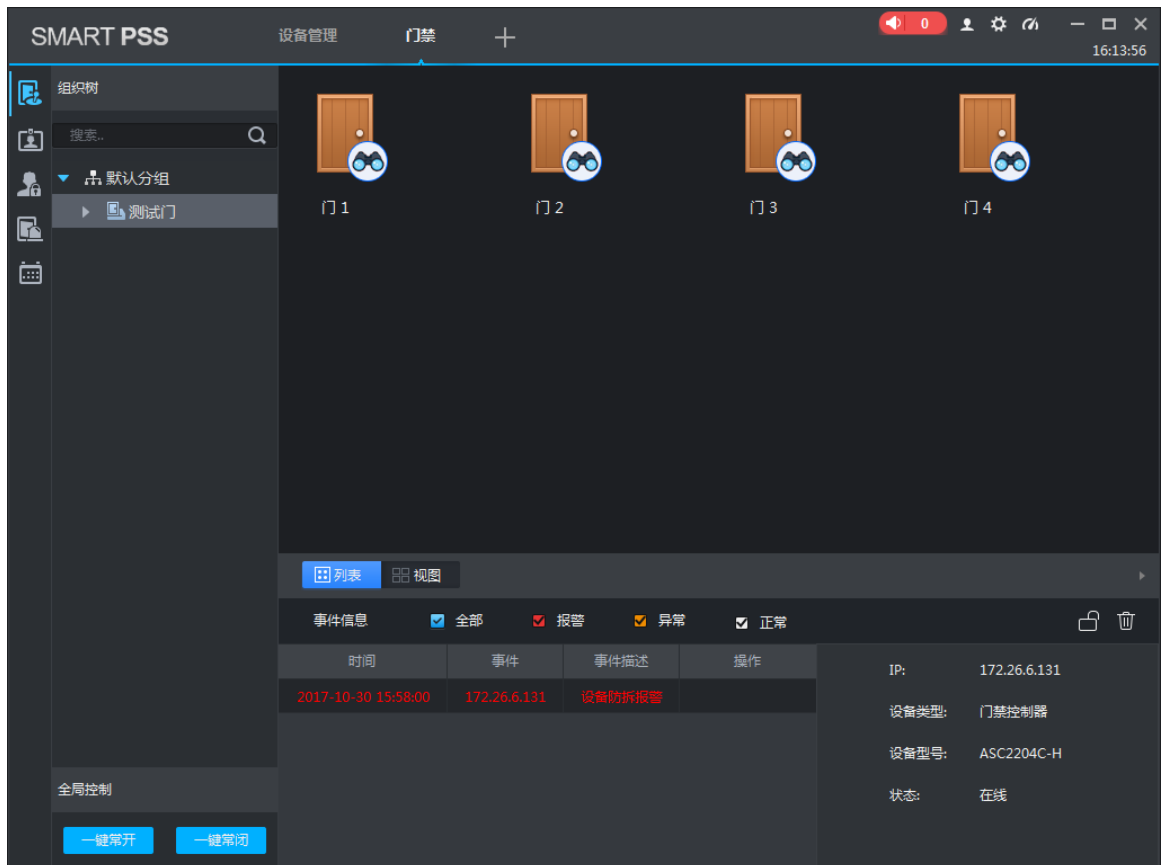 SMART PSS 设备管理 门禁 0
16:13:56
组织树
搜索..
默认分组
测试门
门 1 门 2 门 3 门 4
列表 视图
事件信息 全部 报警 异常 正常
时间 事件 事件描述 操作
2017-10-30 15:58:00 172.26.6.131 设备防拆报警
IP: 172.26.6.131
设备类型: 门禁控制器
设备型号: ASC2204C-H
状态: 在线
全局控制
一键常开 一键常闭